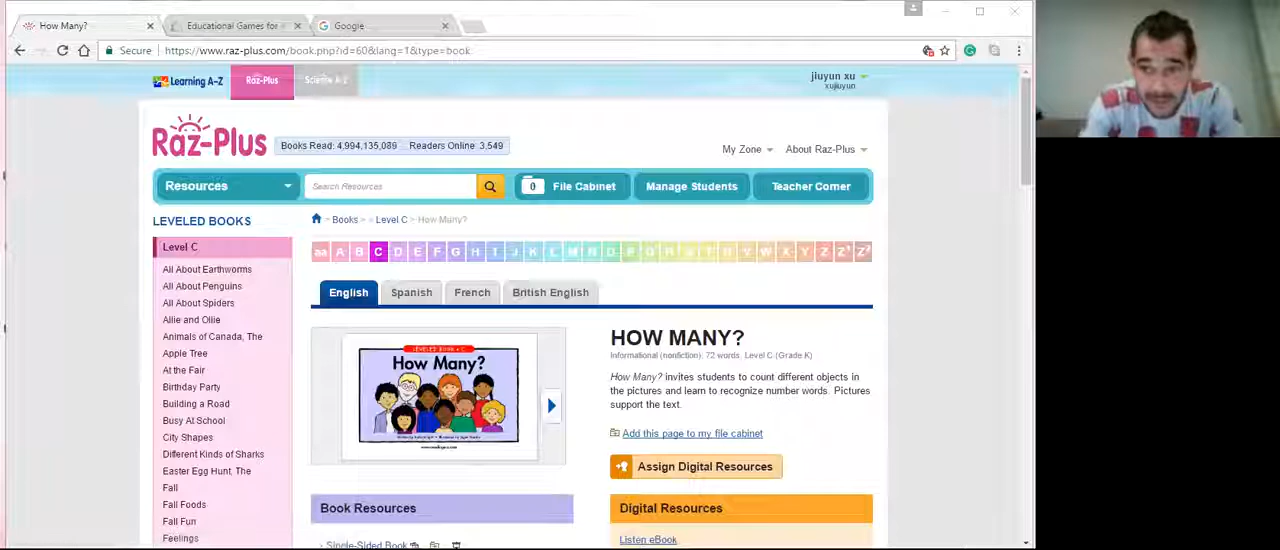 How Many?
Educational Games for
Google
Secure https://www.raz-plus.com/book.php?id=60&lang=1&type=book
Learning A-Z Raz-Plus Science A-Z
jiuyun xu
xujiuyun
Raz-Plus
Books Read: 4,994,135,089 Readers Online: 3,549
My Zone About Raz-Plus
Resources Search Resources 0 File Cabinet Manage Students Teacher Corner
LEVELED BOOKS
Books > Level C > How Many?
Level C
aa A B C D E F G H I J K L M N O P Q R S T U V W X Y Z Z¹ Z²
All About Earthworms
All About Penguins
All About Spiders
Allie and Ollie
Animals of Canada, The
Apple Tree
At the Fair
Birthday Party
Building a Road
Busy At School
City Shapes
Different Kinds of Sharks
Easter Egg Hunt, The
Fall
Fall Foods
Fall Fun
Feelings
English Spanish French British English
LEVELED BOOK • C
How Many?
HOW MANY?
Informational (nonfiction), 72 words, Level C (Grade K)
How Many? invites students to count different objects in
the pictures and learn to recognize number words. Pictures
support the text.
Add this page to my file cabinet
Assign Digital Resources
Book Resources
Single-Sided Book
Digital Resources
Listen eBook